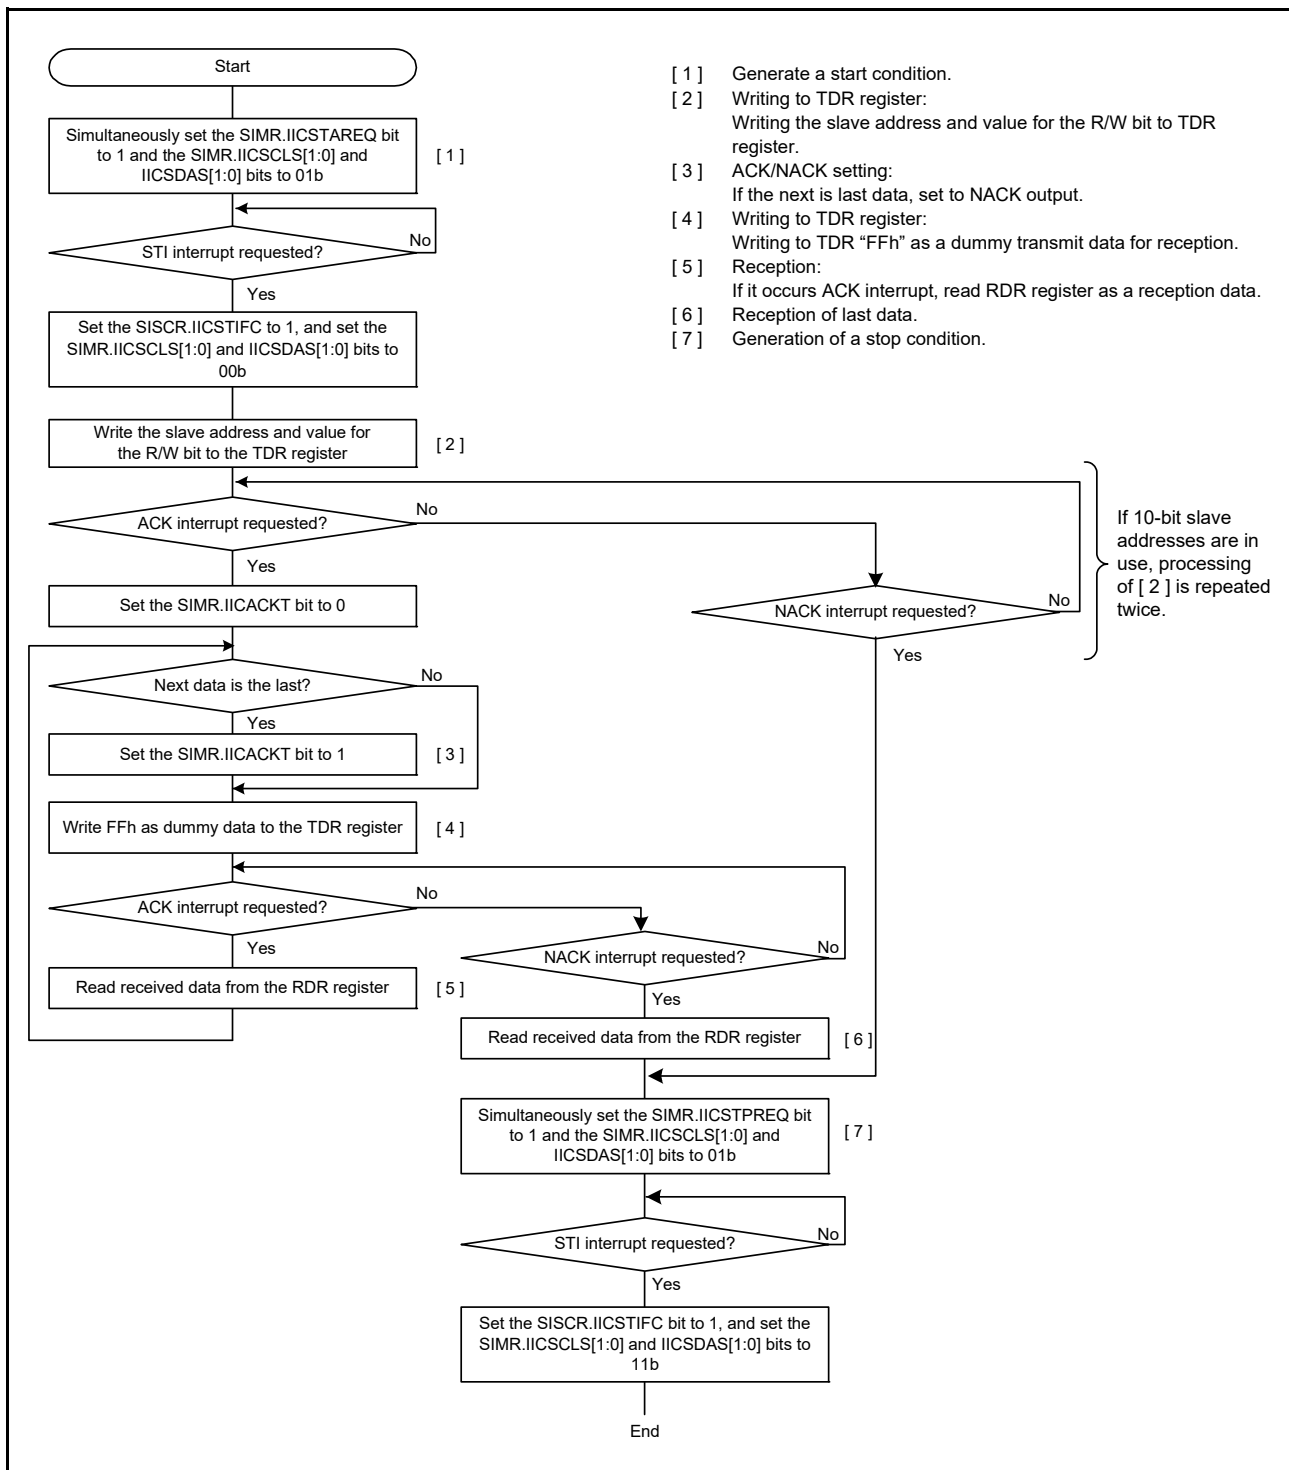 Start
Simultaneously set the SIMR.IICSTAREQ bit
to 1 and the SIMR.IICSCLS[1:0] and
IICSDAS[1:0] bits to 01b
[ 1 ]
STI interrupt requested?
No
Yes
Set the SISCR.IICSTIFC to 1, and set the
SIMR.IICSCLS[1:0] and IICSDAS[1:0] bits to
00b
Write the slave address and value for
the R/W bit to the TDR register
[ 2 ]
ACK interrupt requested?
No
Yes
Set the SIMR.IICACKT bit to 0
Next data is the last?
No
Yes
Set the SIMR.IICACKT bit to 1
[ 3 ]
Write FFh as dummy data to the TDR register
[ 4 ]
ACK interrupt requested?
No
Yes
Read received data from the RDR register
[ 5 ]
NACK interrupt requested?
No
Yes
Read received data from the RDR register
[ 6 ]
Simultaneously set the SIMR.IICSTPREQ bit
to 1 and the SIMR.IICSCLS[1:0] and
IICSDAS[1:0] bits to 01b
[ 7 ]
STI interrupt requested?
No
Yes
Set the SISCR.IICSTIFC bit to 1, and set the
SIMR.IICSCLS[1:0] and IICSDAS[1:0] bits to
11b
End
NACK interrupt requested?
No
Yes
If 10-bit slave
addresses are in
use, processing
of [ 2 ] is repeated
twice.
[ 1 ] Generate a start condition.
[ 2 ] Writing to TDR register:
Writing the slave address and value for the R/W bit to TDR
register.
[ 3 ] ACK/NACK setting:
If the next is last data, set to NACK output.
[ 4 ] Writing to TDR register:
Writing to TDR “FFh” as a dummy transmit data for reception.
[ 5 ] Reception:
If it occurs ACK interrupt, read RDR register as a reception data.
[ 6 ] Reception of last data.
[ 7 ] Generation of a stop condition.